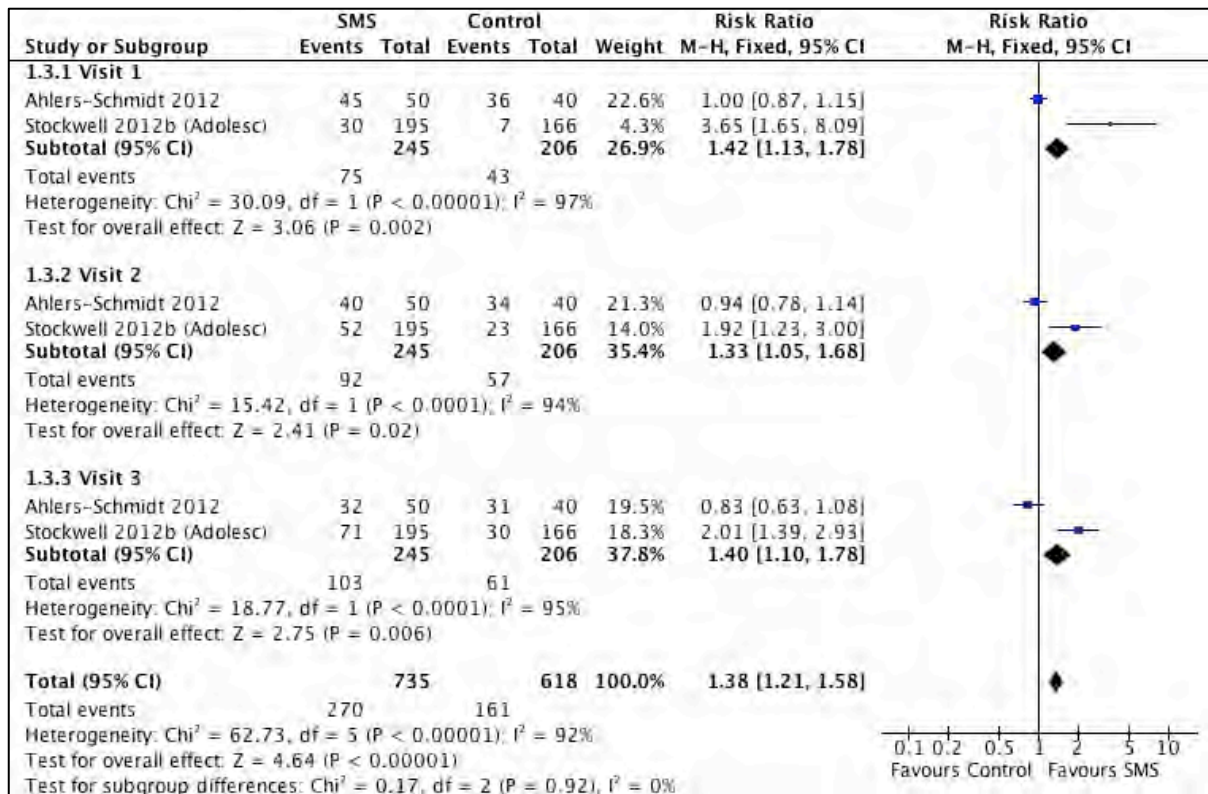 SMS Control Risk Ratio Risk Ratio
Study or Subgroup Events Total Events Total Weight M-H, Fixed, 95% CI M-H, Fixed, 95% CI
1.3.1 Visit 1
Ahlers-Schmidt 2012 45 50 36 40 22.6% 1.00 [0.87, 1.15]
Stockwell 2012b (Adolesc) 30 195 7 166 4.3% 3.65 [1.65, 8.09]
Subtotal (95% CI) 245 206 26.9% 1.42 [1.13, 1.78]
Total events 75 43
Heterogeneity: Chi² = 30.09, df = 1 (P < 0.00001); I² = 97%
Test for overall effect: Z = 3.06 (P = 0.002)
1.3.2 Visit 2
Ahlers-Schmidt 2012 40 50 34 40 21.3% 0.94 [0.78, 1.14]
Stockwell 2012b (Adolesc) 52 195 23 166 14.0% 1.92 [1.23, 3.00]
Subtotal (95% CI) 245 206 35.4% 1.33 [1.05, 1.68]
Total events 92 57
Heterogeneity: Chi² = 15.42, df = 1 (P < 0.0001); I² = 94%
Test for overall effect: Z = 2.41 (P = 0.02)
1.3.3 Visit 3
Ahlers-Schmidt 2012 32 50 31 40 19.5% 0.83 [0.63, 1.08]
Stockwell 2012b (Adolesc) 71 195 30 166 18.3% 2.01 [1.39, 2.93]
Subtotal (95% CI) 245 206 37.8% 1.40 [1.10, 1.78]
Total events 103 61
Heterogeneity: Chi² = 18.77, df = 1 (P < 0.0001); I² = 95%
Test for overall effect: Z = 2.75 (P = 0.006)
Total (95% CI) 735 618 100.0% 1.38 [1.21, 1.58]
Total events 270 161
Heterogeneity: Chi² = 62.73, df = 5 (P < 0.00001); I² = 92%
Test for overall effect: Z = 4.64 (P < 0.00001)
Test for subgroup differences: Chi² = 0.17, df = 2 (P = 0.92), I² = 0%
0.1 0.2 0.5 1 2 5 10
Favours Control Favours SMS